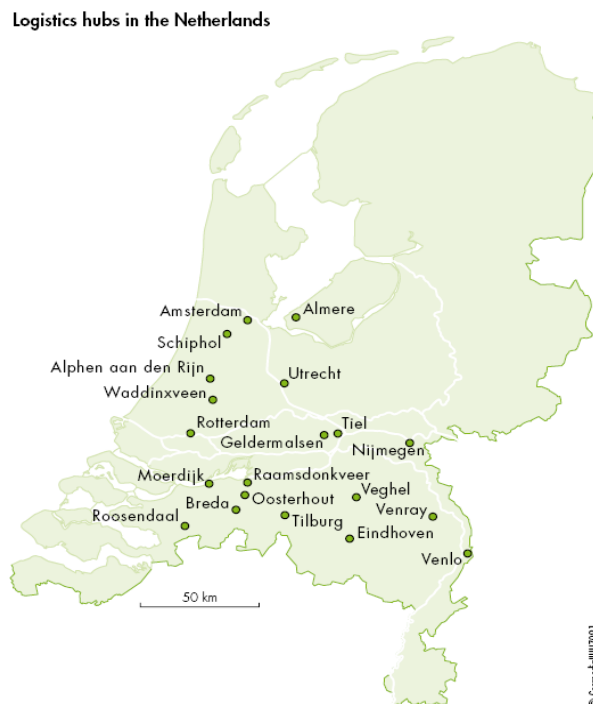 Logistics hubs in the Netherlands
Amsterdam
Almere
Schiphol
Alphen aan den Rijn
Utrecht
Waddinxveen
Rotterdam
Tiel
Geldermalsen
Nijmegen
Moerdijk
Raamsdonkveer
Veghel
Oosterhout
Breda
Venray
Roosendaal
Tilburg
Eindhoven
Venlo
50 km